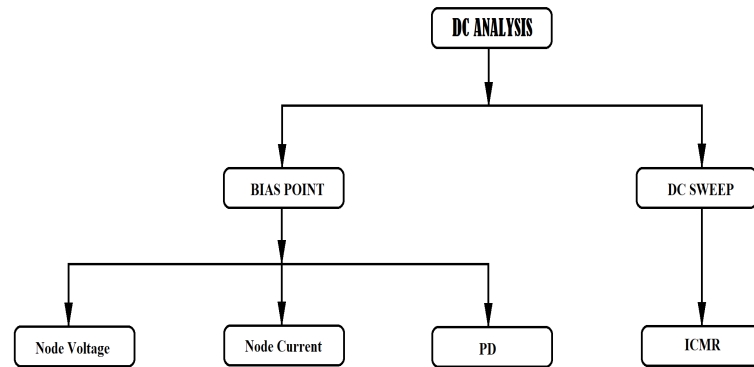 DC ANALYSIS
BIAS POINT
DC SWEEP
Node Voltage
Node Current
PD
ICMR